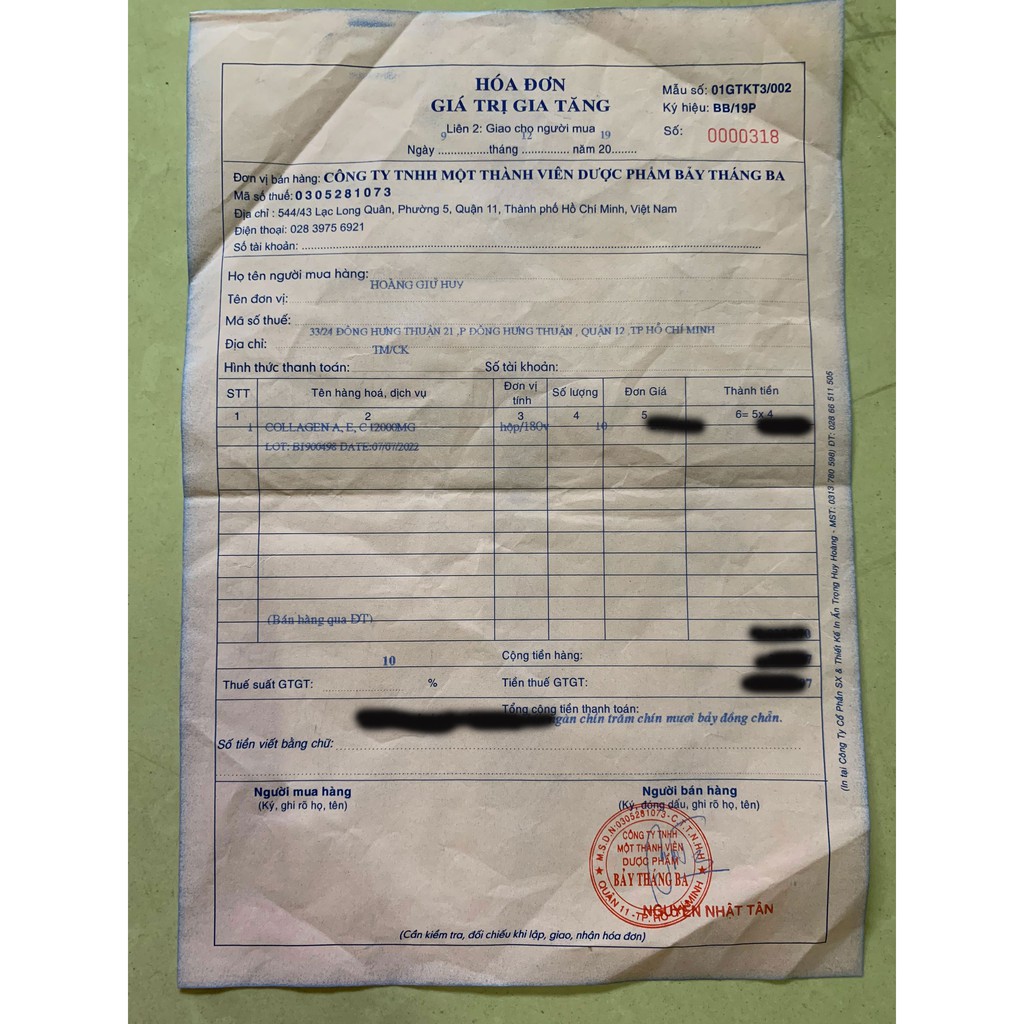 HÓA ĐƠN
GIÁ TRỊ GIA TĂNG
Liên 2: Giao cho người mua
Ngày 9 tháng 12 năm 2019
Mẫu số: 01GTKT3/002
Ký hiệu: BB/19P
Số: 0000318
Đơn vị bán hàng: CÔNG TY TNHH MỘT THÀNH VIÊN DƯỢC PHẨM BẢY THÁNG BA
Mã số thuế: 0305281073
Địa chỉ : 544/43 Lạc Long Quân, Phường 5, Quận 11, Thành phố Hồ Chí Minh, Việt Nam
Điện thoại: 028 3975 6921
Số tài khoản:
Họ tên người mua hàng: HOÀNG GIỮ HUY
Tên đơn vị:
Mã số thuế:
33/24 ĐÔNG HƯNG THUẬN 21 ,P ĐÔNG HƯNG THUẬN , QUẬN 12 ,TP HỒ CHÍ MINH
Địa chỉ:
TM/CK
Hình thức thanh toán: Số tài khoản:
STT Tên hàng hoá, dịch vụ Đơn vị tính Số lượng Đơn Giá Thành tiền
1 2 3 4 5 6= 5x 4
1 COLLAGEN A, E, C 12000MG hộp/180v 10
LOT: B1900498 DATE:07/07/2022
(Bán hàng qua ĐT)
Cộng tiền hàng:
10
Thuế suất GTGT: % Tiền thuế GTGT:
Tổng cộng tiền thanh toán:
ngàn chín trăm chín mươi bảy đồng chẵn.
Số tiền viết bằng chữ:
Người mua hàng
(Ký, ghi rõ họ, tên)
Người bán hàng
(Ký, đóng dấu, ghi rõ họ, tên)
M.S.D.N:0305281073-C.T.T.N.H.H
CÔNG TY TNHH
MỘT THÀNH VIÊN
DƯỢC PHẨM
BẢY THÁNG BA
QUẬN 11-TP. HỒ CHÍ MINH
NGUYỄN NHẬT TÂN
(Cần kiểm tra, đối chiếu khi lập, giao, nhận hóa đơn)
(In tại Công Ty Cổ Phần SX & Thiết Kế In Ấn Trọng Huy Hoàng - MST: 0313 780 598) ĐT: 028 66 511 505